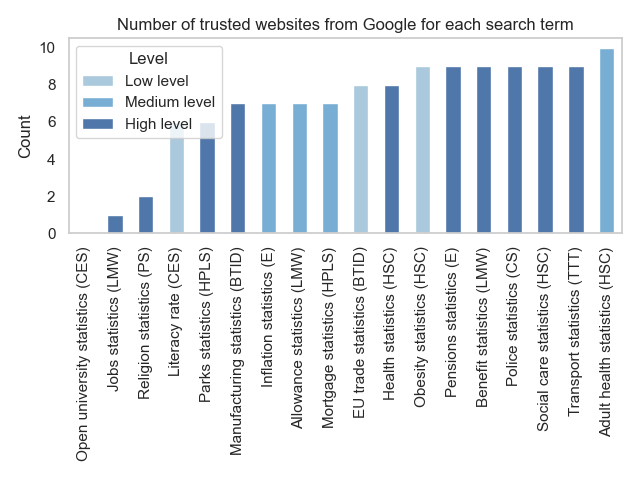 Number of trusted websites from Google for each search term
Level
Low level
Medium level
High level
Count
10
8
6
4
2
0
Open university statistics (CES)
Jobs statistics (LMW)
Religion statistics (PS)
Literacy rate (CES)
Parks statistics (HPLS)
Manufacturing statistics (BTID)
Inflation statistics (E)
Allowance statistics (LMW)
Mortgage statistics (HPLS)
EU trade statistics (BTID)
Health statistics (HSC)
Obesity statistics (HSC)
Pensions statistics (E)
Benefit statistics (LMW)
Police statistics (CS)
Social care statistics (HSC)
Transport statistics (TTT)
Adult health statistics (HSC)